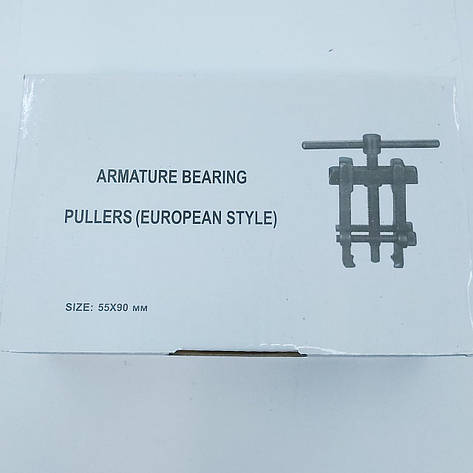 ARMATURE BEARING
PULLERS (EUROPEAN STYLE)
SIZE: 55X90 мм